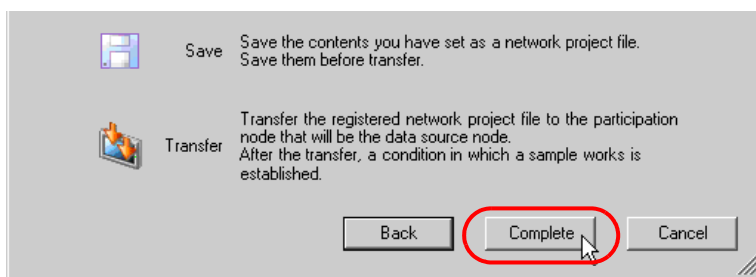 Save
Save the contents you have set as a network project file.
Save them before transfer.
Transfer
Transfer the registered network project file to the participation
node that will be the data source node.
After the transfer, a condition in which a sample works is
established.
Back
Complete
Cancel